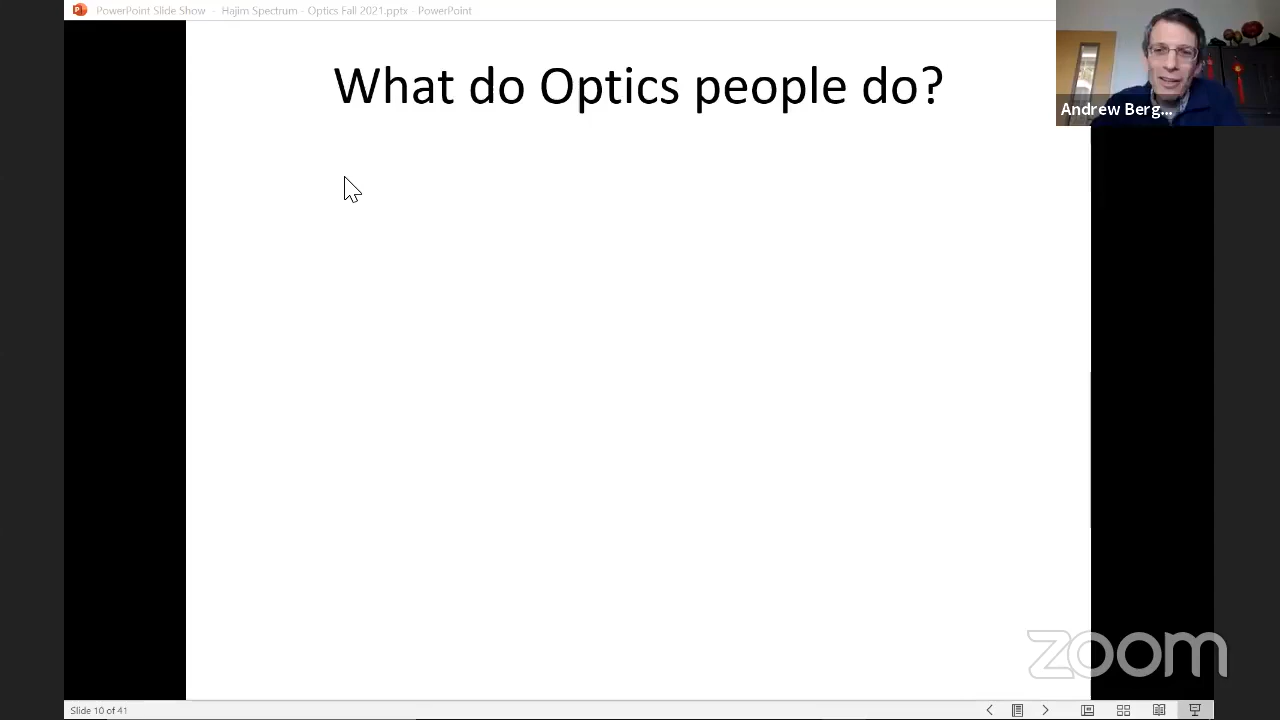 PowerPoint Slide Show - Hajim Spectrum - Optics Fall 2021.pptx - PowerPoint
What do Optics people do?
Andrew Berg...
zoom
Slide 10 of 41